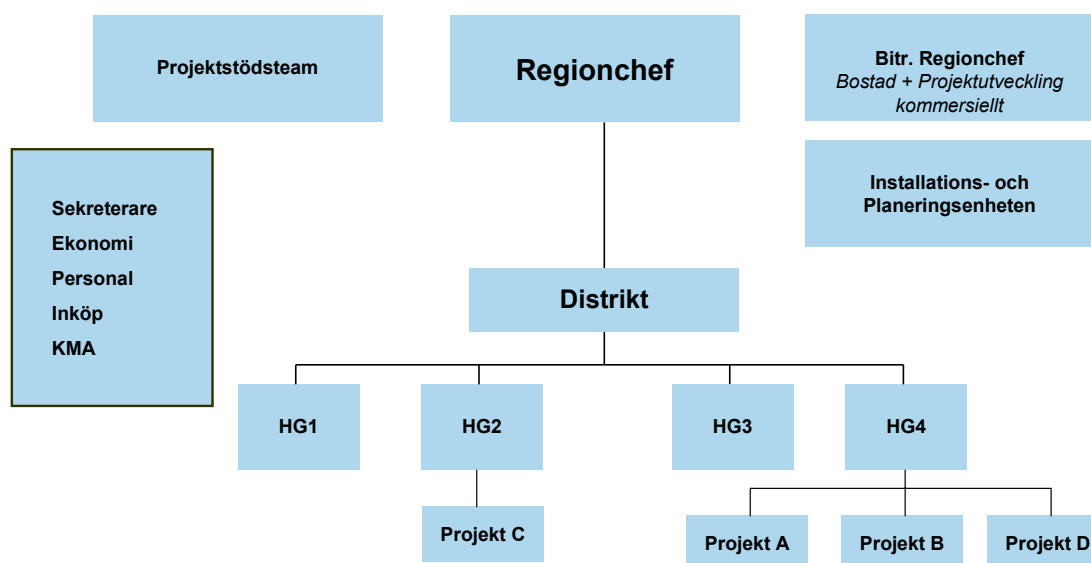 Projektstödsteam
Regionchef
Bitr. Regionchef
Bostad + Projektutveckling
kommersiellt
Installations- och
Planeringsenheten
Sekreterare
Ekonomi
Personal
Inköp
KMA
Distrikt
HG1
HG2
HG3
HG4
Projekt C
Projekt A
Projekt B
Projekt D